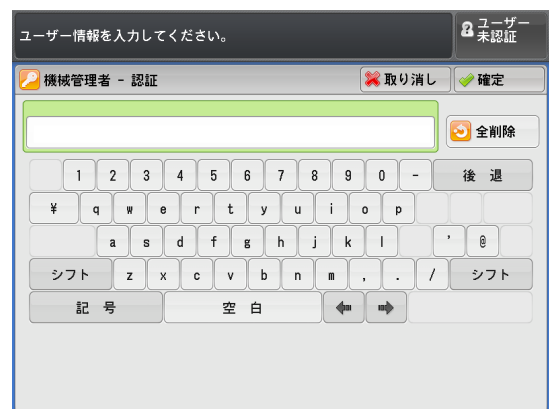 ユーザー情報を入力してください。
ユーザー
未認証
機械管理者 - 認証
取り消し
確定
全削除
1 2 3 4 5 6 7 8 9 0 - 後 退
¥ q w e r t y u i o p
a s d f g h j k l ' @
シフト z x c v b n m , . / シフト
記 号 空 白